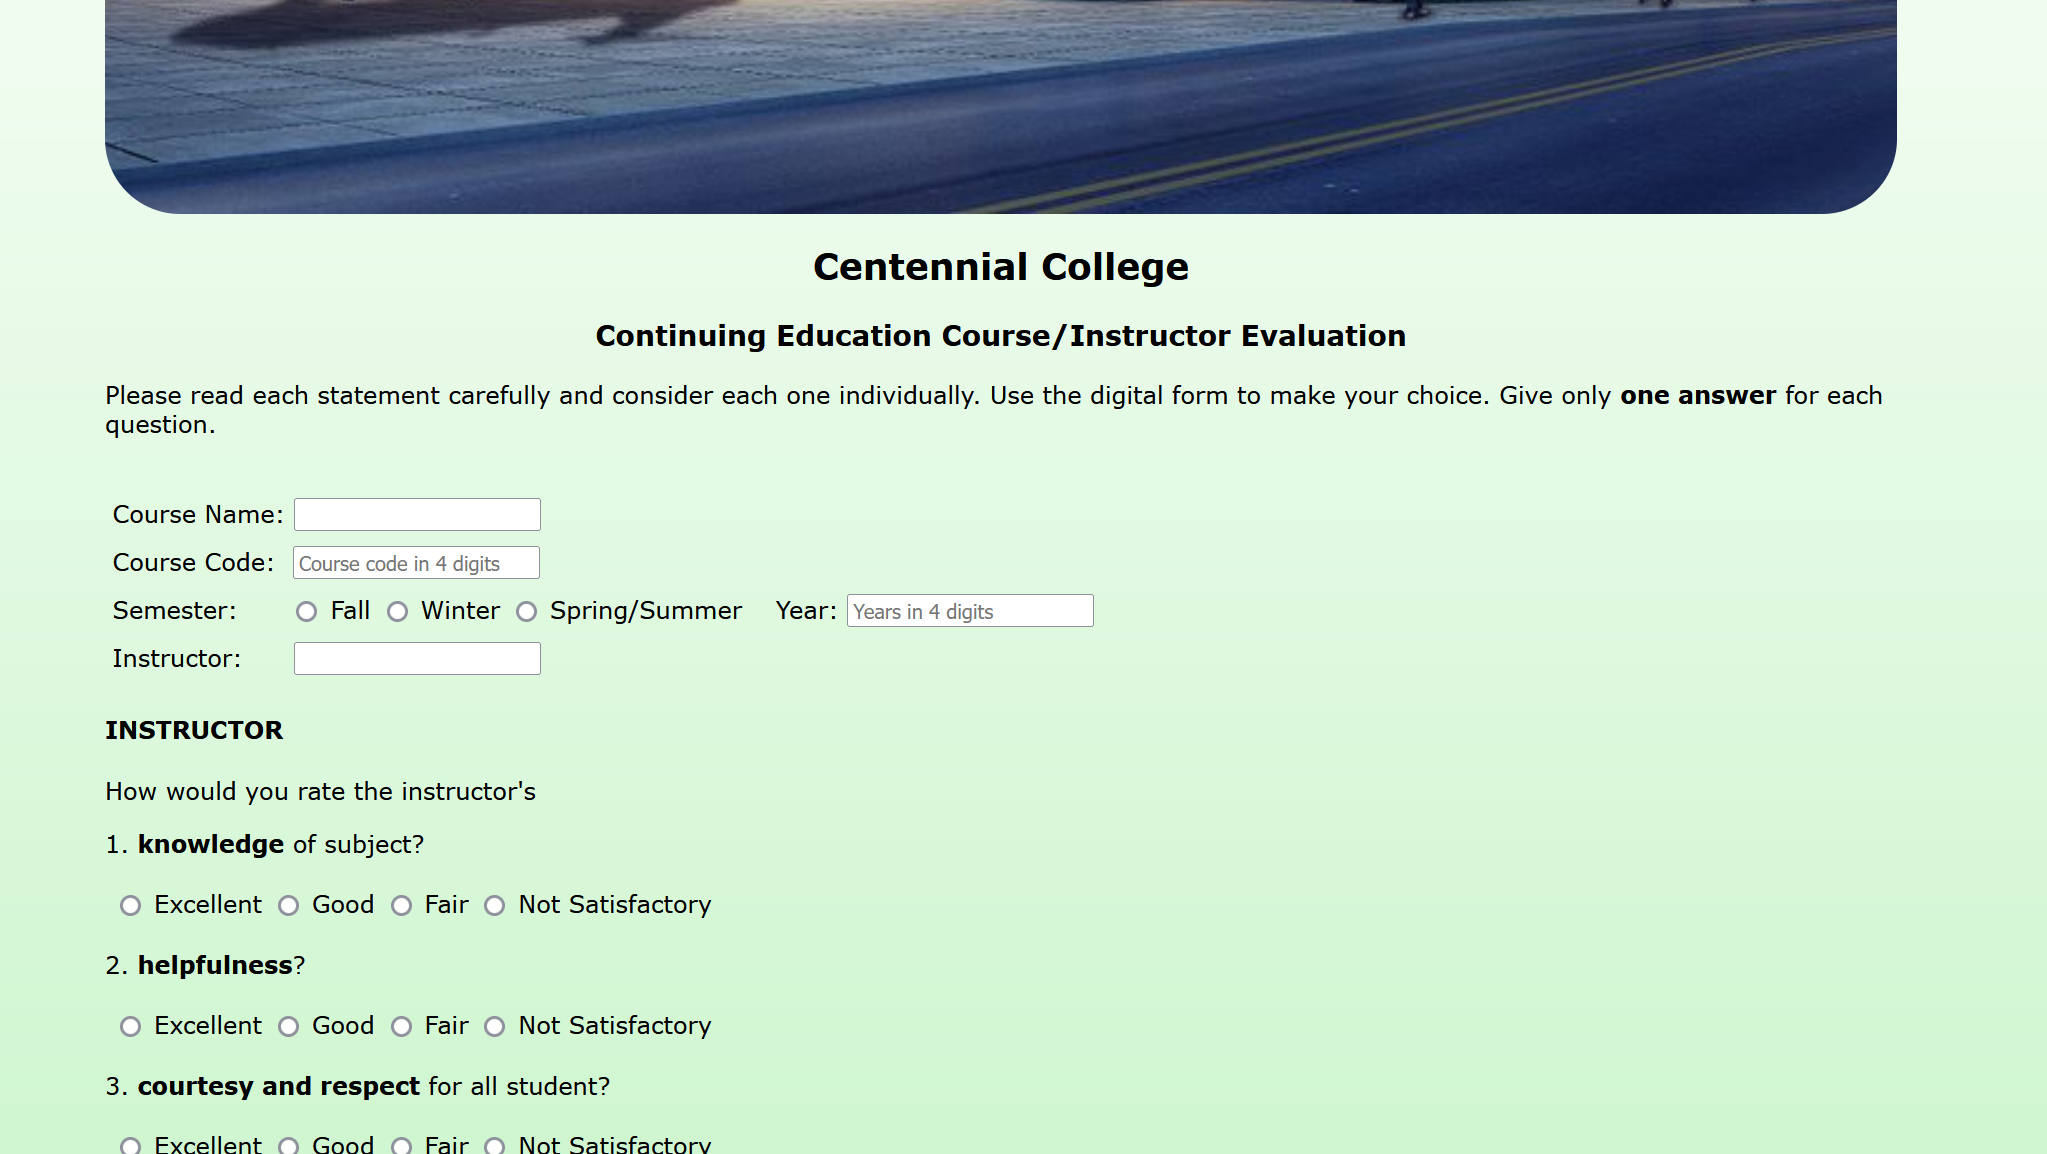 Centennial College
Continuing Education Course/Instructor Evaluation
Please read each statement carefully and consider each one individually. Use the digital form to make your choice. Give only one answer for each
question.
Course Name:
Course Code: Course code in 4 digits
Semester: Fall Winter Spring/Summer Year: Years in 4 digits
Instructor:
INSTRUCTOR
How would you rate the instructor's
1. knowledge of subject?
Excellent Good Fair Not Satisfactory
2. helpfulness?
Excellent Good Fair Not Satisfactory
3. courtesy and respect for all student?
Excellent Good Fair Not Satisfactory